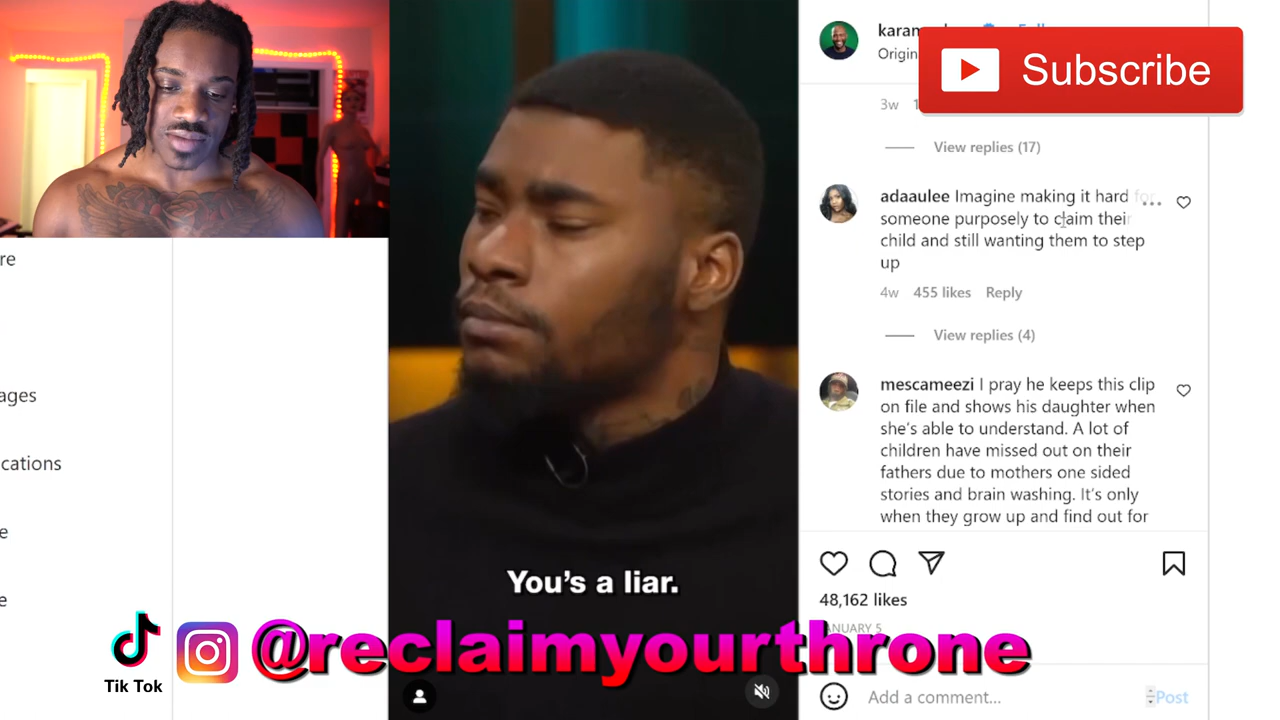 karam
Origin
Subscribe
3w
View replies (17)
adaaulee Imagine making it hard for
someone purposely to claim their
child and still wanting them to step
up
4w 455 likes Reply
View replies (4)
mescameezi I pray he keeps this clip
on file and shows his daughter when
she's able to understand. A lot of
children have missed out on their
fathers due to mothers one sided
stories and brain washing. It's only
when they grow up and find out for
48,162 likes
ANUARY 5
Add a comment...
Post
re
ages
cations
e
e
You's a liar.
@reclaimyourthrone
Tik Tok